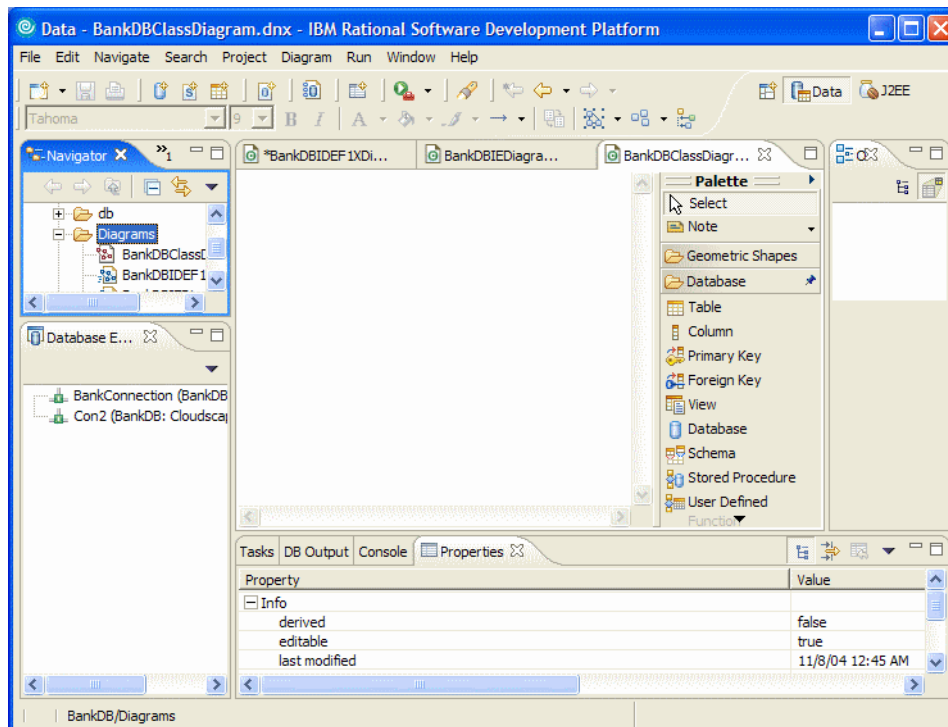 Data - BankDBClassDiagram.dnx - IBM Rational Software Development Platform
File Edit Navigate Search Project Diagram Run Window Help
Data J2EE
Tahoma 9 B I A
Navigator »1
db
Diagrams
BankDBClassD
BankDBIDEF1
*BankDBIDEF1XDi...
BankDBIEDiagra...
BankDBClassDiagr...
Palette
Select
Note
Geometric Shapes
Database
Table
Column
Primary Key
Foreign Key
View
Database
Schema
Stored Procedure
User Defined
Function
Database E...
BankConnection (BankDB
Con2 (BankDB: Cloudscap
Tasks DB Output Console Properties
Property Value
Info
derived false
editable true
last modified 11/8/04 12:45 AM
BankDB/Diagrams